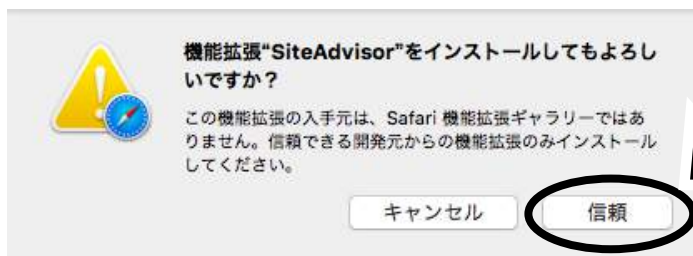 機能拡張“SiteAdvisor”をインストールしてもよろし
いですか？
この機能拡張の入手元は、Safari 機能拡張ギャラリーではあ
りません。信頼できる開発元からの機能拡張のみインストール
してください。
キャンセル 信頼